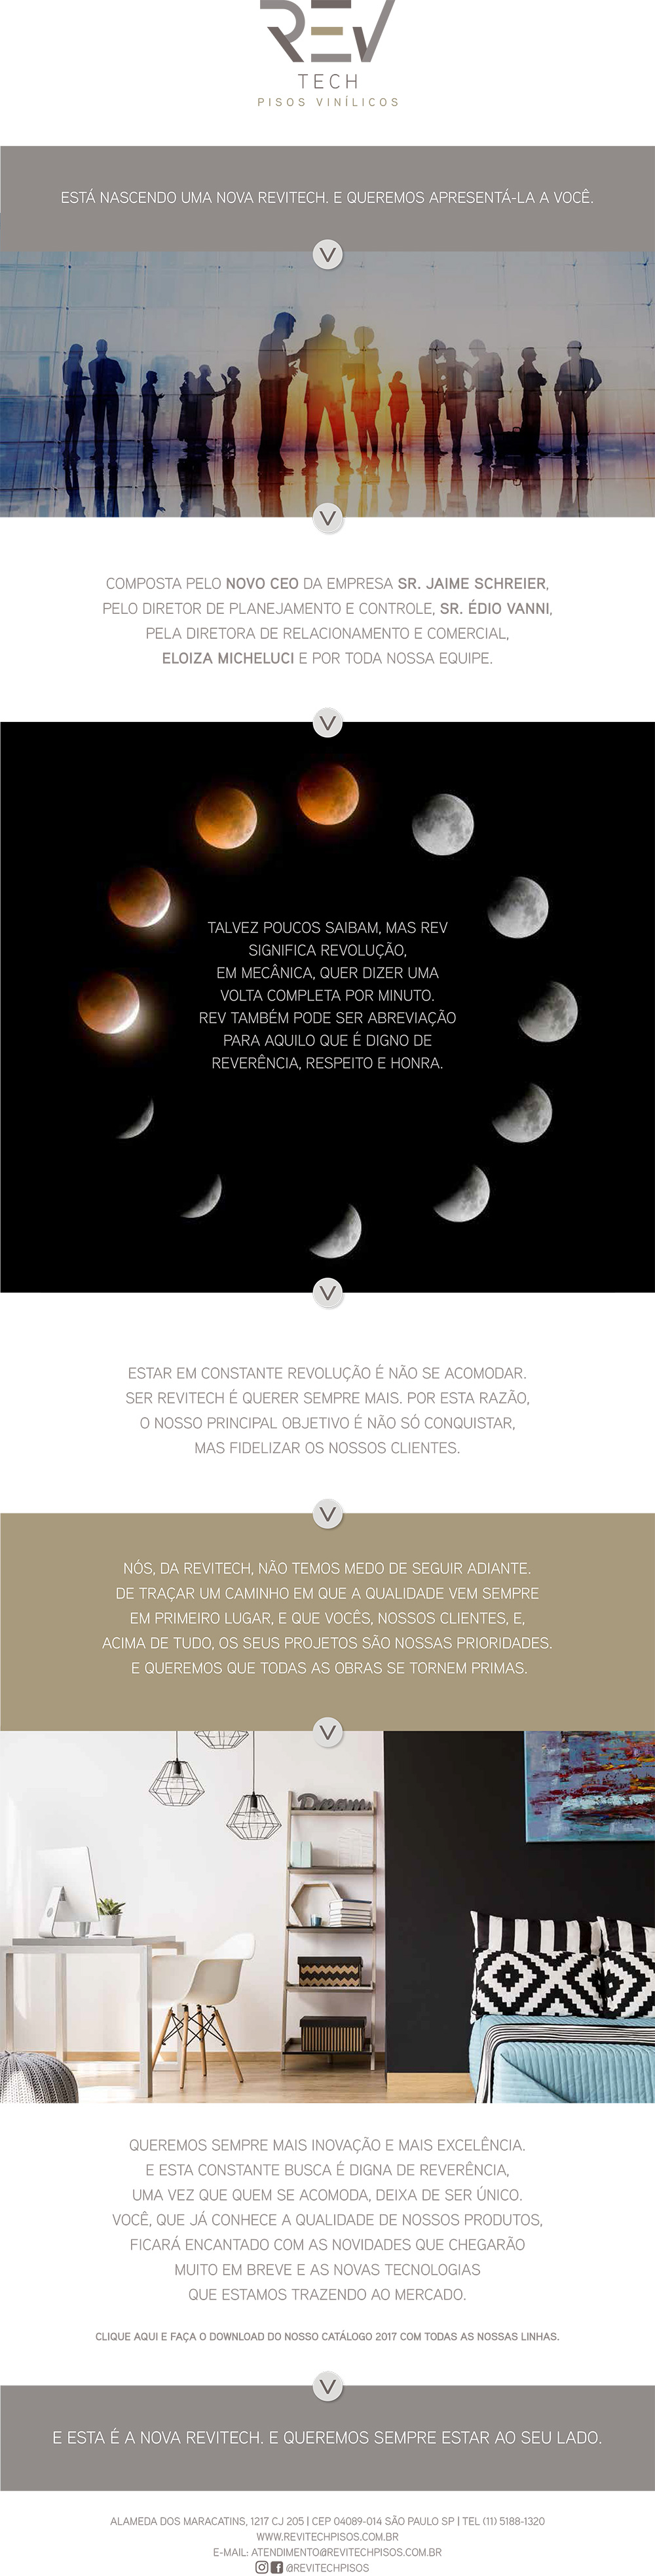 REV
TECH
PISOS VINÍLICOS
ESTÁ NASCENDO UMA NOVA REVITECH. E QUEREMOS APRESENTÁ-LA A VOCÊ.
COMPOSTA PELO NOVO CEO DA EMPRESA SR. JAIME SCHREIER,
PELO DIRETOR DE PLANEJAMENTO E CONTROLE, SR. ÉDIO VANNI,
PELA DIRETORA DE RELACIONAMENTO E COMERCIAL,
ELOIZA MICHELUCI E POR TODA NOSSA EQUIPE.
TALVEZ POUCOS SAIBAM, MAS REV
SIGNIFICA REVOLUÇÃO,
EM MECÂNICA, QUER DIZER UMA
VOLTA COMPLETA POR MINUTO.
REV TAMBÉM PODE SER ABREVIAÇÃO
PARA AQUILO QUE É DIGNO DE
REVERÊNCIA, RESPEITO E HONRA.
ESTAR EM CONSTANTE REVOLUÇÃO É NÃO SE ACOMODAR.
SER REVITECH É QUERER SEMPRE MAIS. POR ESTA RAZÃO,
O NOSSO PRINCIPAL OBJETIVO É NÃO SÓ CONQUISTAR,
MAS FIDELIZAR OS NOSSOS CLIENTES.
NÓS, DA REVITECH, NÃO TEMOS MEDO DE SEGUIR ADIANTE.
DE TRAÇAR UM CAMINHO EM QUE A QUALIDADE VEM SEMPRE
EM PRIMEIRO LUGAR, E QUE VOCÊS, NOSSOS CLIENTES, E,
ACIMA DE TUDO, OS SEUS PROJETOS SÃO NOSSAS PRIORIDADES.
E QUEREMOS QUE TODAS AS OBRAS SE TORNEM PRIMAS.
Dream
QUEREMOS SEMPRE MAIS INOVAÇÃO E MAIS EXCELÊNCIA.
E ESTA CONSTANTE BUSCA É DIGNA DE REVERÊNCIA,
UMA VEZ QUE QUEM SE ACOMODA, DEIXA DE SER ÚNICO.
VOCÊ, QUE JÁ CONHECE A QUALIDADE DE NOSSOS PRODUTOS,
FICARÁ ENCANTADO COM AS NOVIDADES QUE CHEGARÃO
MUITO EM BREVE E AS NOVAS TECNOLOGIAS
QUE ESTAMOS TRAZENDO AO MERCADO.
CLIQUE AQUI E FAÇA O DOWNLOAD DO NOSSO CATÁLOGO 2017 COM TODAS AS NOSSAS LINHAS.
E ESTA É A NOVA REVITECH. E QUEREMOS SEMPRE ESTAR AO SEU LADO.
ALAMEDA DOS MARACATINS, 1217 CJ 205 | CEP 04089-014 SÃO PAULO SP | TEL (11) 5188-1320
WWW.REVITECHPISOS.COM.BR
E-MAIL: ATENDIMENTO@REVITECHPISOS.COM.BR
@REVITECHPISOS